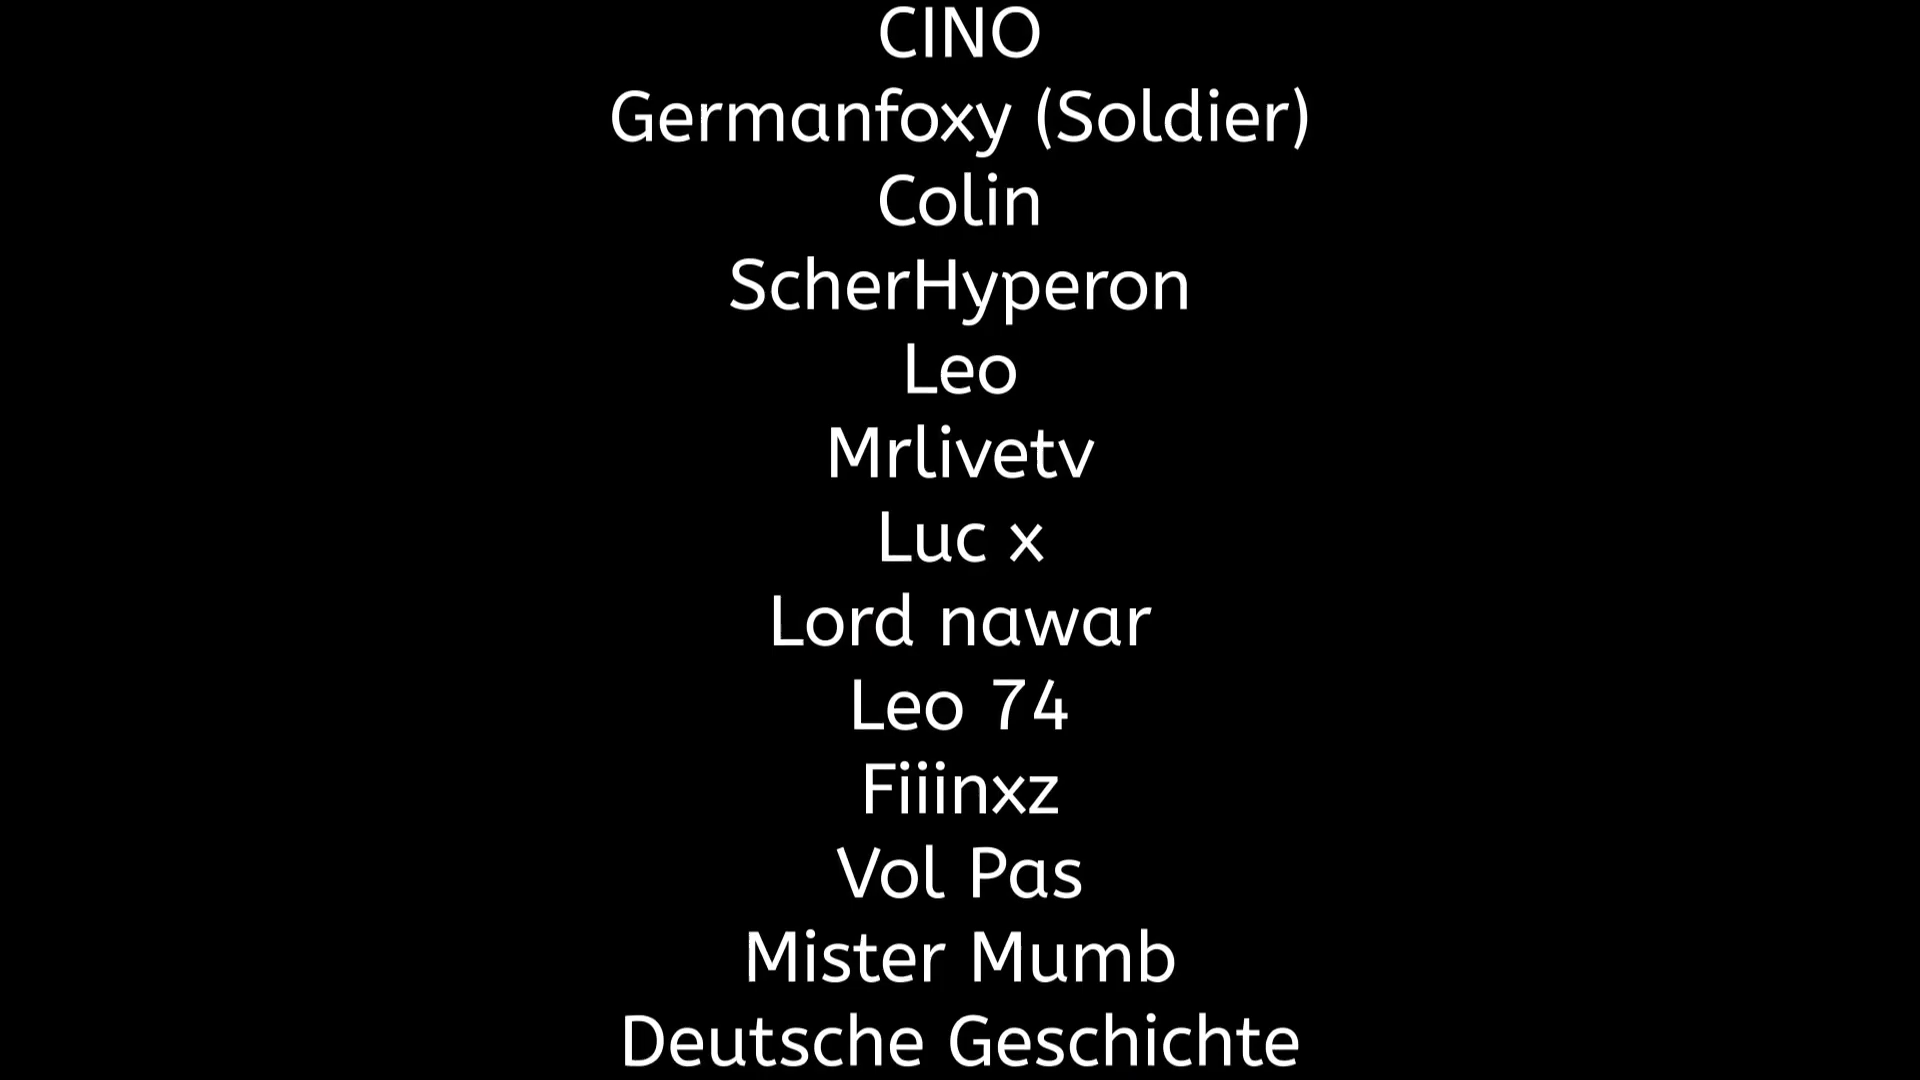 CINO
Germanfoxy (Soldier)
Colin
ScherHyperon
Leo
Mrlivetv
Luc x
Lord nawar
Leo 74
Fiiinxz
Vol Pas
Mister Mumb
Deutsche Geschichte